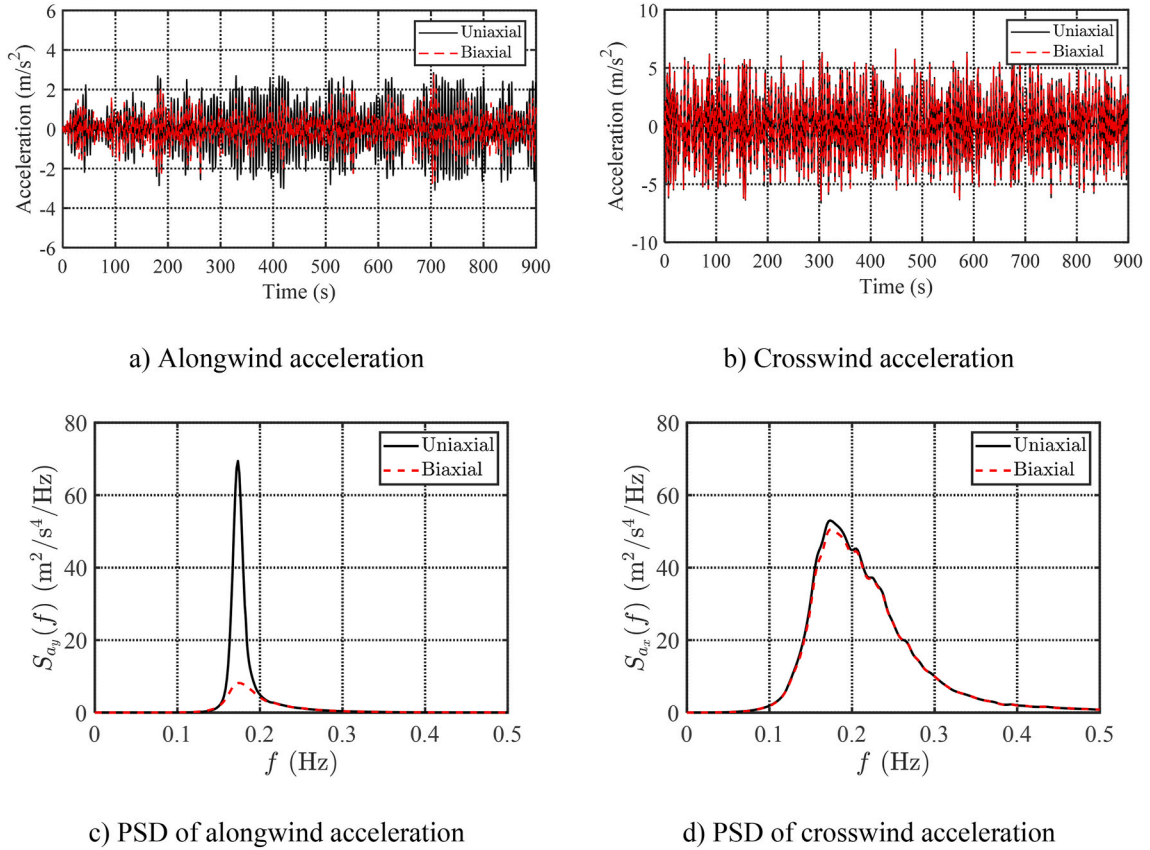 6
4
2
0
-2
-4
-6
Acceleration (m/s²)
Uniaxial
Biaxial
0 100 200 300 400 500 600 700 800 900
Time (s)
a) Alongwind acceleration
10
5
0
-5
-10
Acceleration (m/s²)
Uniaxial
Biaxial
0 100 200 300 400 500 600 700 800 900
Time (s)
b) Crosswind acceleration
80
60
40
20
0
S_{a_y}(f) (m²/s⁴/Hz)
Uniaxial
Biaxial
0 0.1 0.2 0.3 0.4 0.5
f (Hz)
c) PSD of alongwind acceleration
80
60
40
20
0
S_{a_x}(f) (m²/s⁴/Hz)
Uniaxial
Biaxial
0 0.1 0.2 0.3 0.4 0.5
f (Hz)
d) PSD of crosswind acceleration